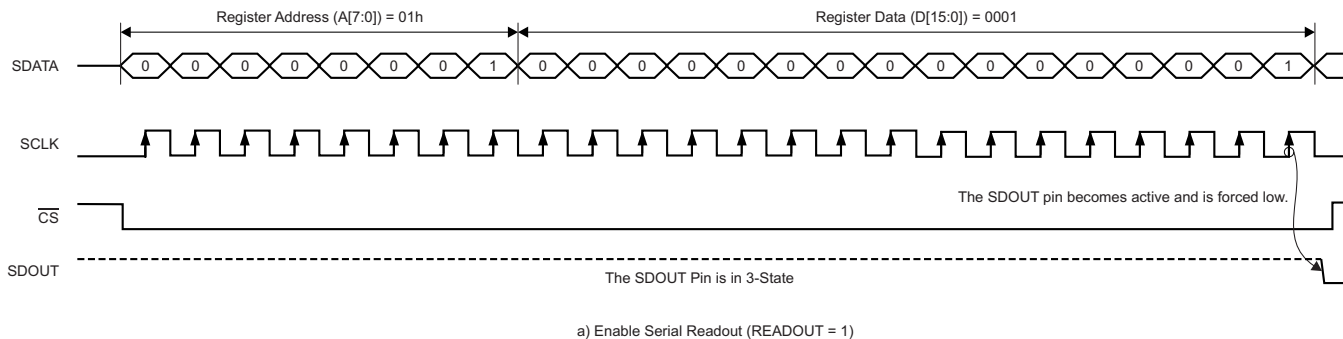 Register Address (A[7:0]) = 01h Register Data (D[15:0]) = 0001
SDATA 0 0 0 0 0 0 0 1 0 0 0 0 0 0 0 0 0 0 0 0 0 0 0 1
SCLK
The SDOUT pin becomes active and is forced low.
CS
SDOUT
The SDOUT Pin is in 3-State
a) Enable Serial Readout (READOUT = 1)